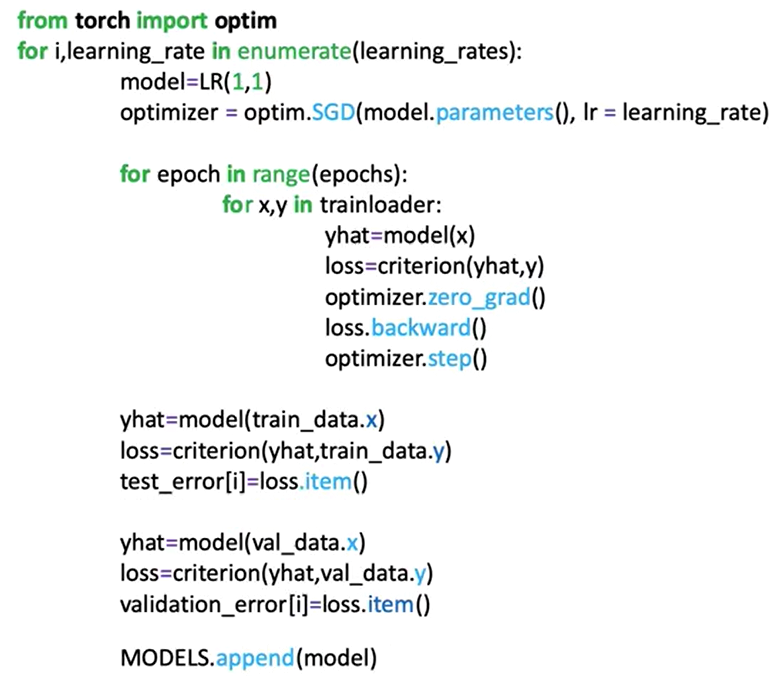 from torch import optim
for i,learning_rate in enumerate(learning_rates):
model=LR(1,1)
optimizer = optim.SGD(model.parameters(), lr = learning_rate)
for epoch in range(epochs):
for x,y in trainloader:
yhat=model(x)
loss=criterion(yhat,y)
optimizer.zero_grad()
loss.backward()
optimizer.step()
yhat=model(train_data.x)
loss=criterion(yhat,train_data.y)
test_error[i]=loss.item()
yhat=model(val_data.x)
loss=criterion(yhat,val_data.y)
validation_error[i]=loss.item()
MODELS.append(model)